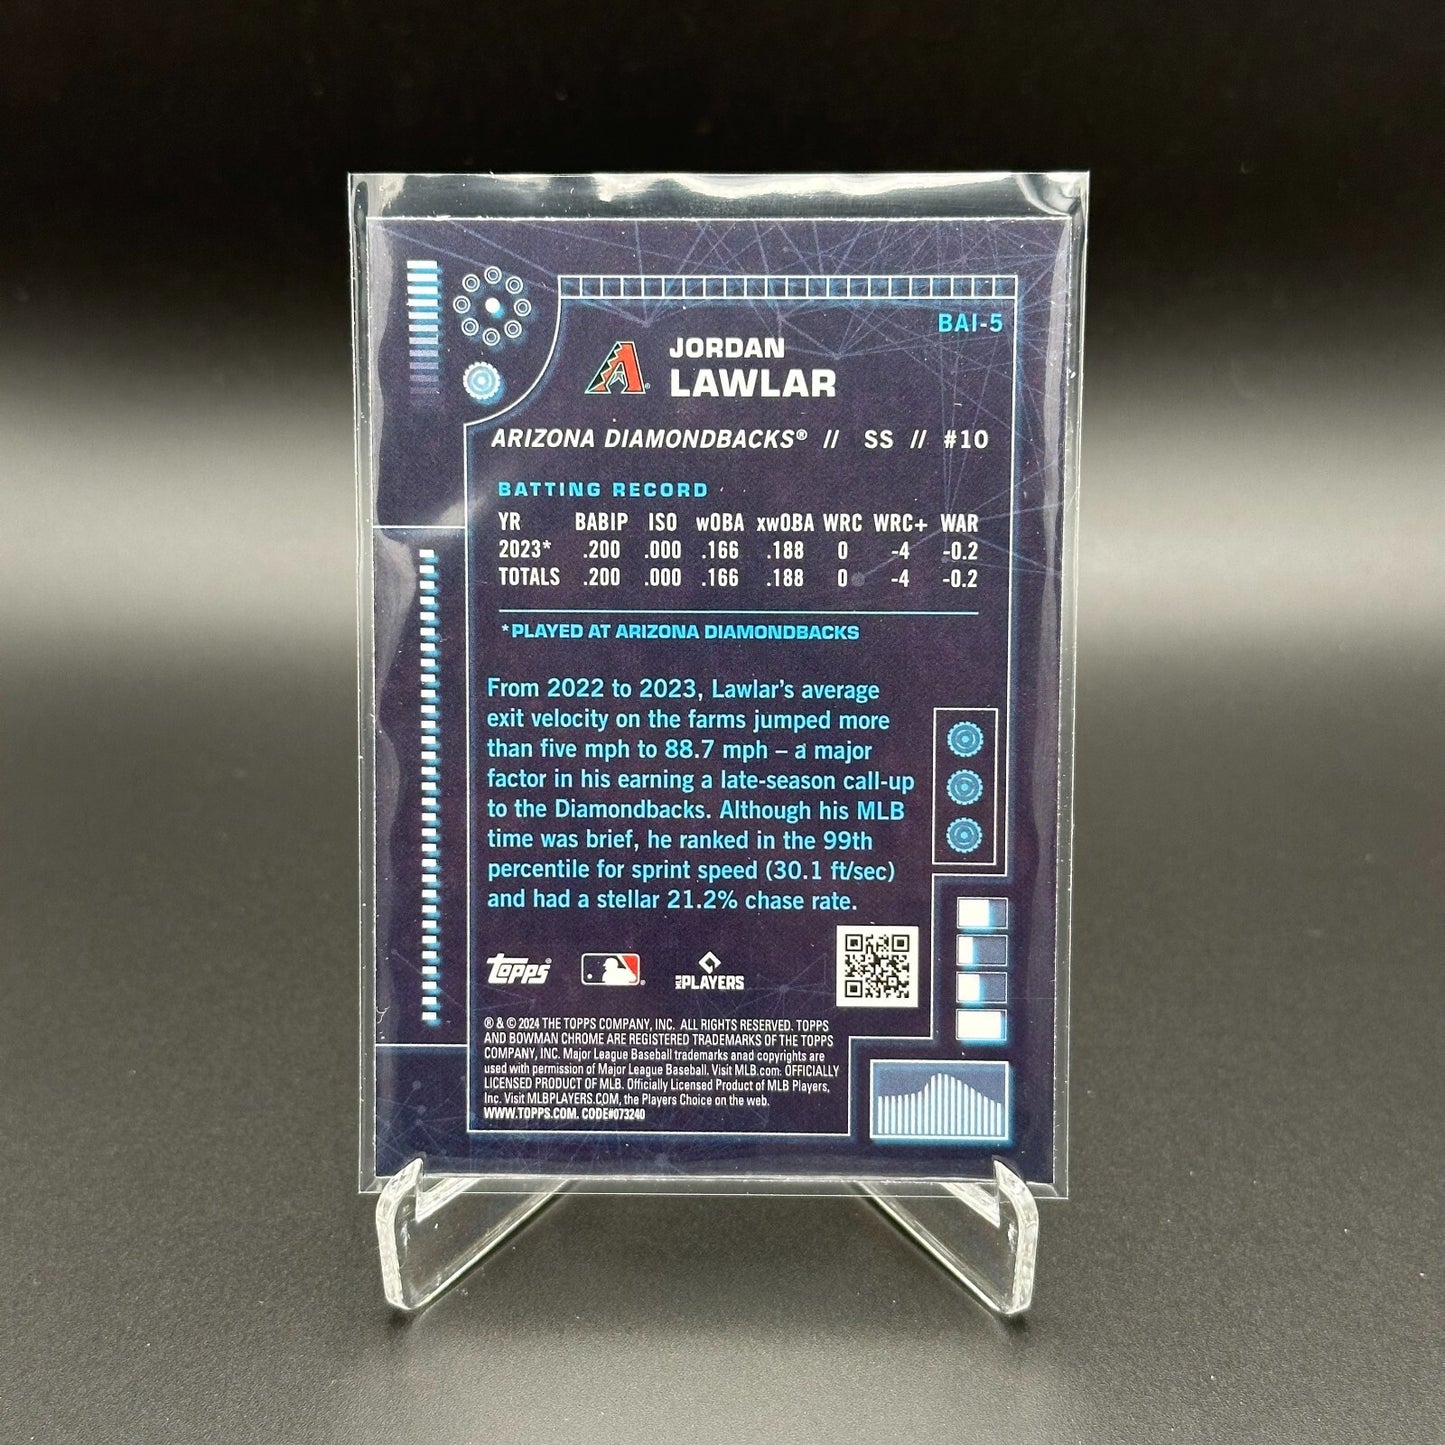 BAI-5
JORDAN
LAWLAR
ARIZONA DIAMONDBACKS® // SS // #10
BATTING RECORD
YR BABIP ISO wOBA xwOBA WRC WRC+ WAR
2023* .200 .000 .166 .188 0 -4 -0.2
TOTALS .200 .000 .166 .188 0 -4 -0.2
*PLAYED AT ARIZONA DIAMONDBACKS
From 2022 to 2023, Lawlar's average
exit velocity on the farms jumped more
than five mph to 88.7 mph – a major
factor in his earning a late-season call-up
to the Diamondbacks. Although his MLB
time was brief, he ranked in the 99th
percentile for sprint speed (30.1 ft/sec)
and had a stellar 21.2% chase rate.
TOPPS®
MLB PLAYERS
® & © 2024 THE TOPPS COMPANY, INC. ALL RIGHTS RESERVED. TOPPS
AND BOWMAN CHROME ARE REGISTERED TRADEMARKS OF THE TOPPS
COMPANY, INC. Major League Baseball trademarks anad copyrights are
used with permission of Major League Baseball. Visit MLB.com. OFFICIALLY
LICENSED PRODUCT OF MLB. Officially Licensed Product of MLB Players,
Inc. Visit MLBPLAYERS.COM, the Players Choice on the web.
WWW.TOPPS.COM. CODE#073240